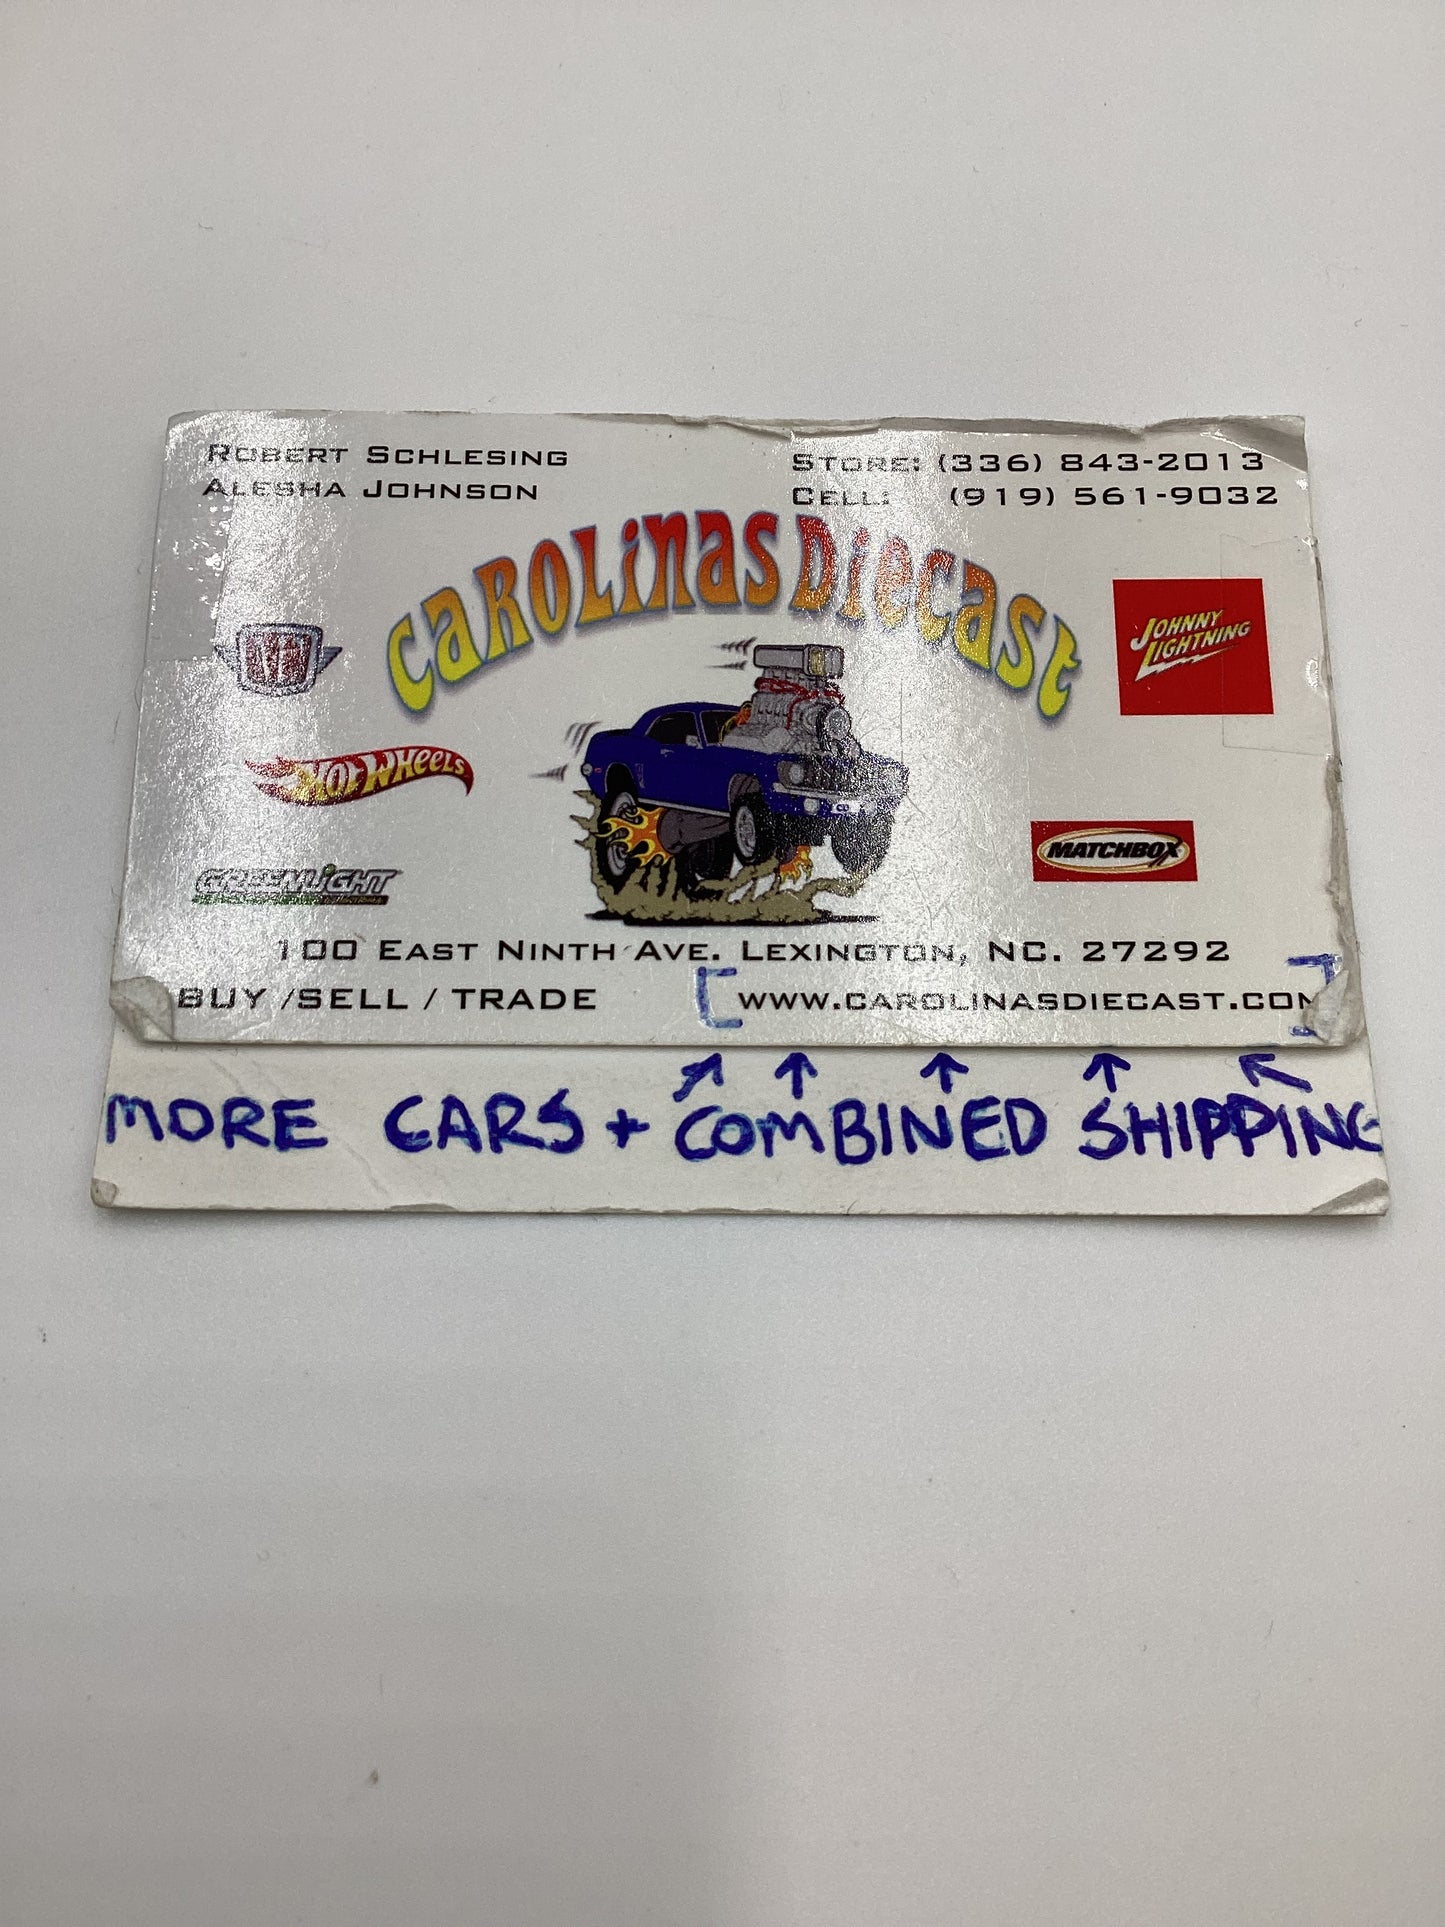 ROBERT SCHLESING
ALESHA JOHNSON
STORE: (336) 843-2013
CELL: (919) 561-9032
CAROLINAS DIECAST
JOHNNY
LIGHTNING
HOT WHEELS
MATCHBOX
GREENLIGHT
100 EAST NINTH AVE. LEXINGTON, NC. 27292
BUY /SELL / TRADE
WWW.CAROLINASDIECAST.COM
MORE CARS + COMBINED SHIPPING